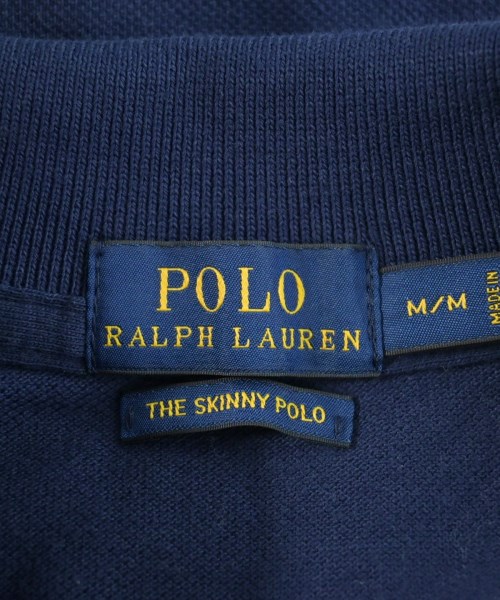 POLO
RALPH LAUREN
M/M
MADE IN
THE SKINNY POLO